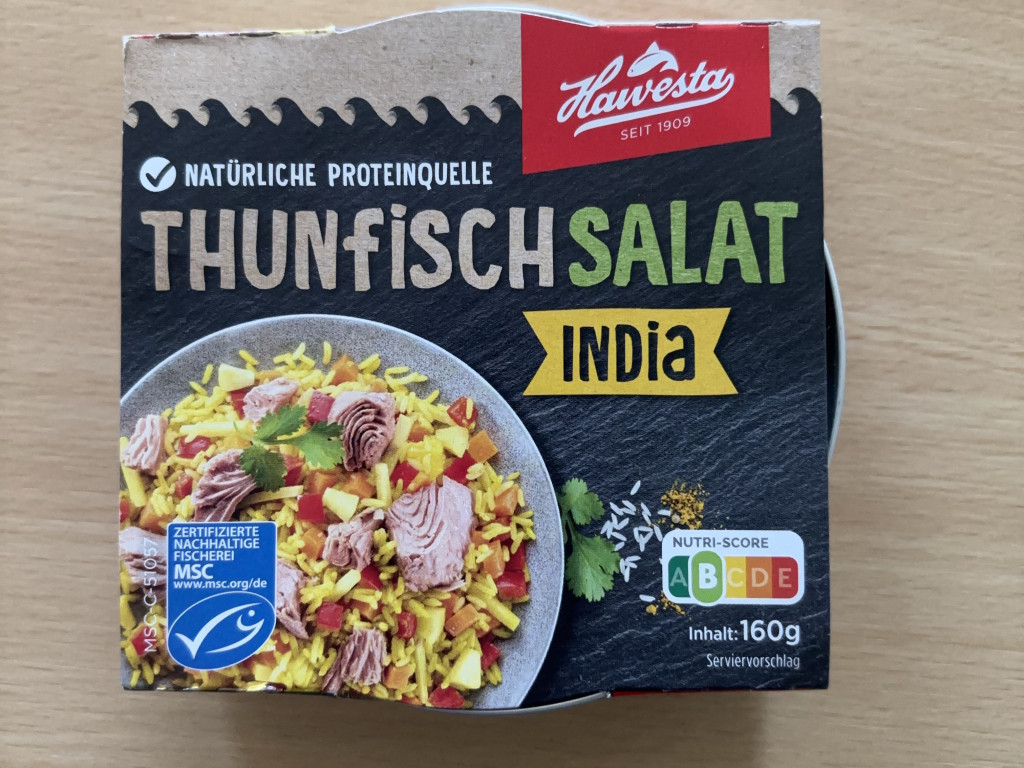 Hawesta
SEIT 1909
NATÜRLICHE PROTEINQUELLE
THUNFISCH SALAT
INDIA
ZERTIFIZIERTE
NACHHALTIGE
FISCHEREI
MSC
www.msc.org/de
MSC-C-51057
NUTRI-SCORE
A B C D E
Inhalt: 160g
Serviervorschlag